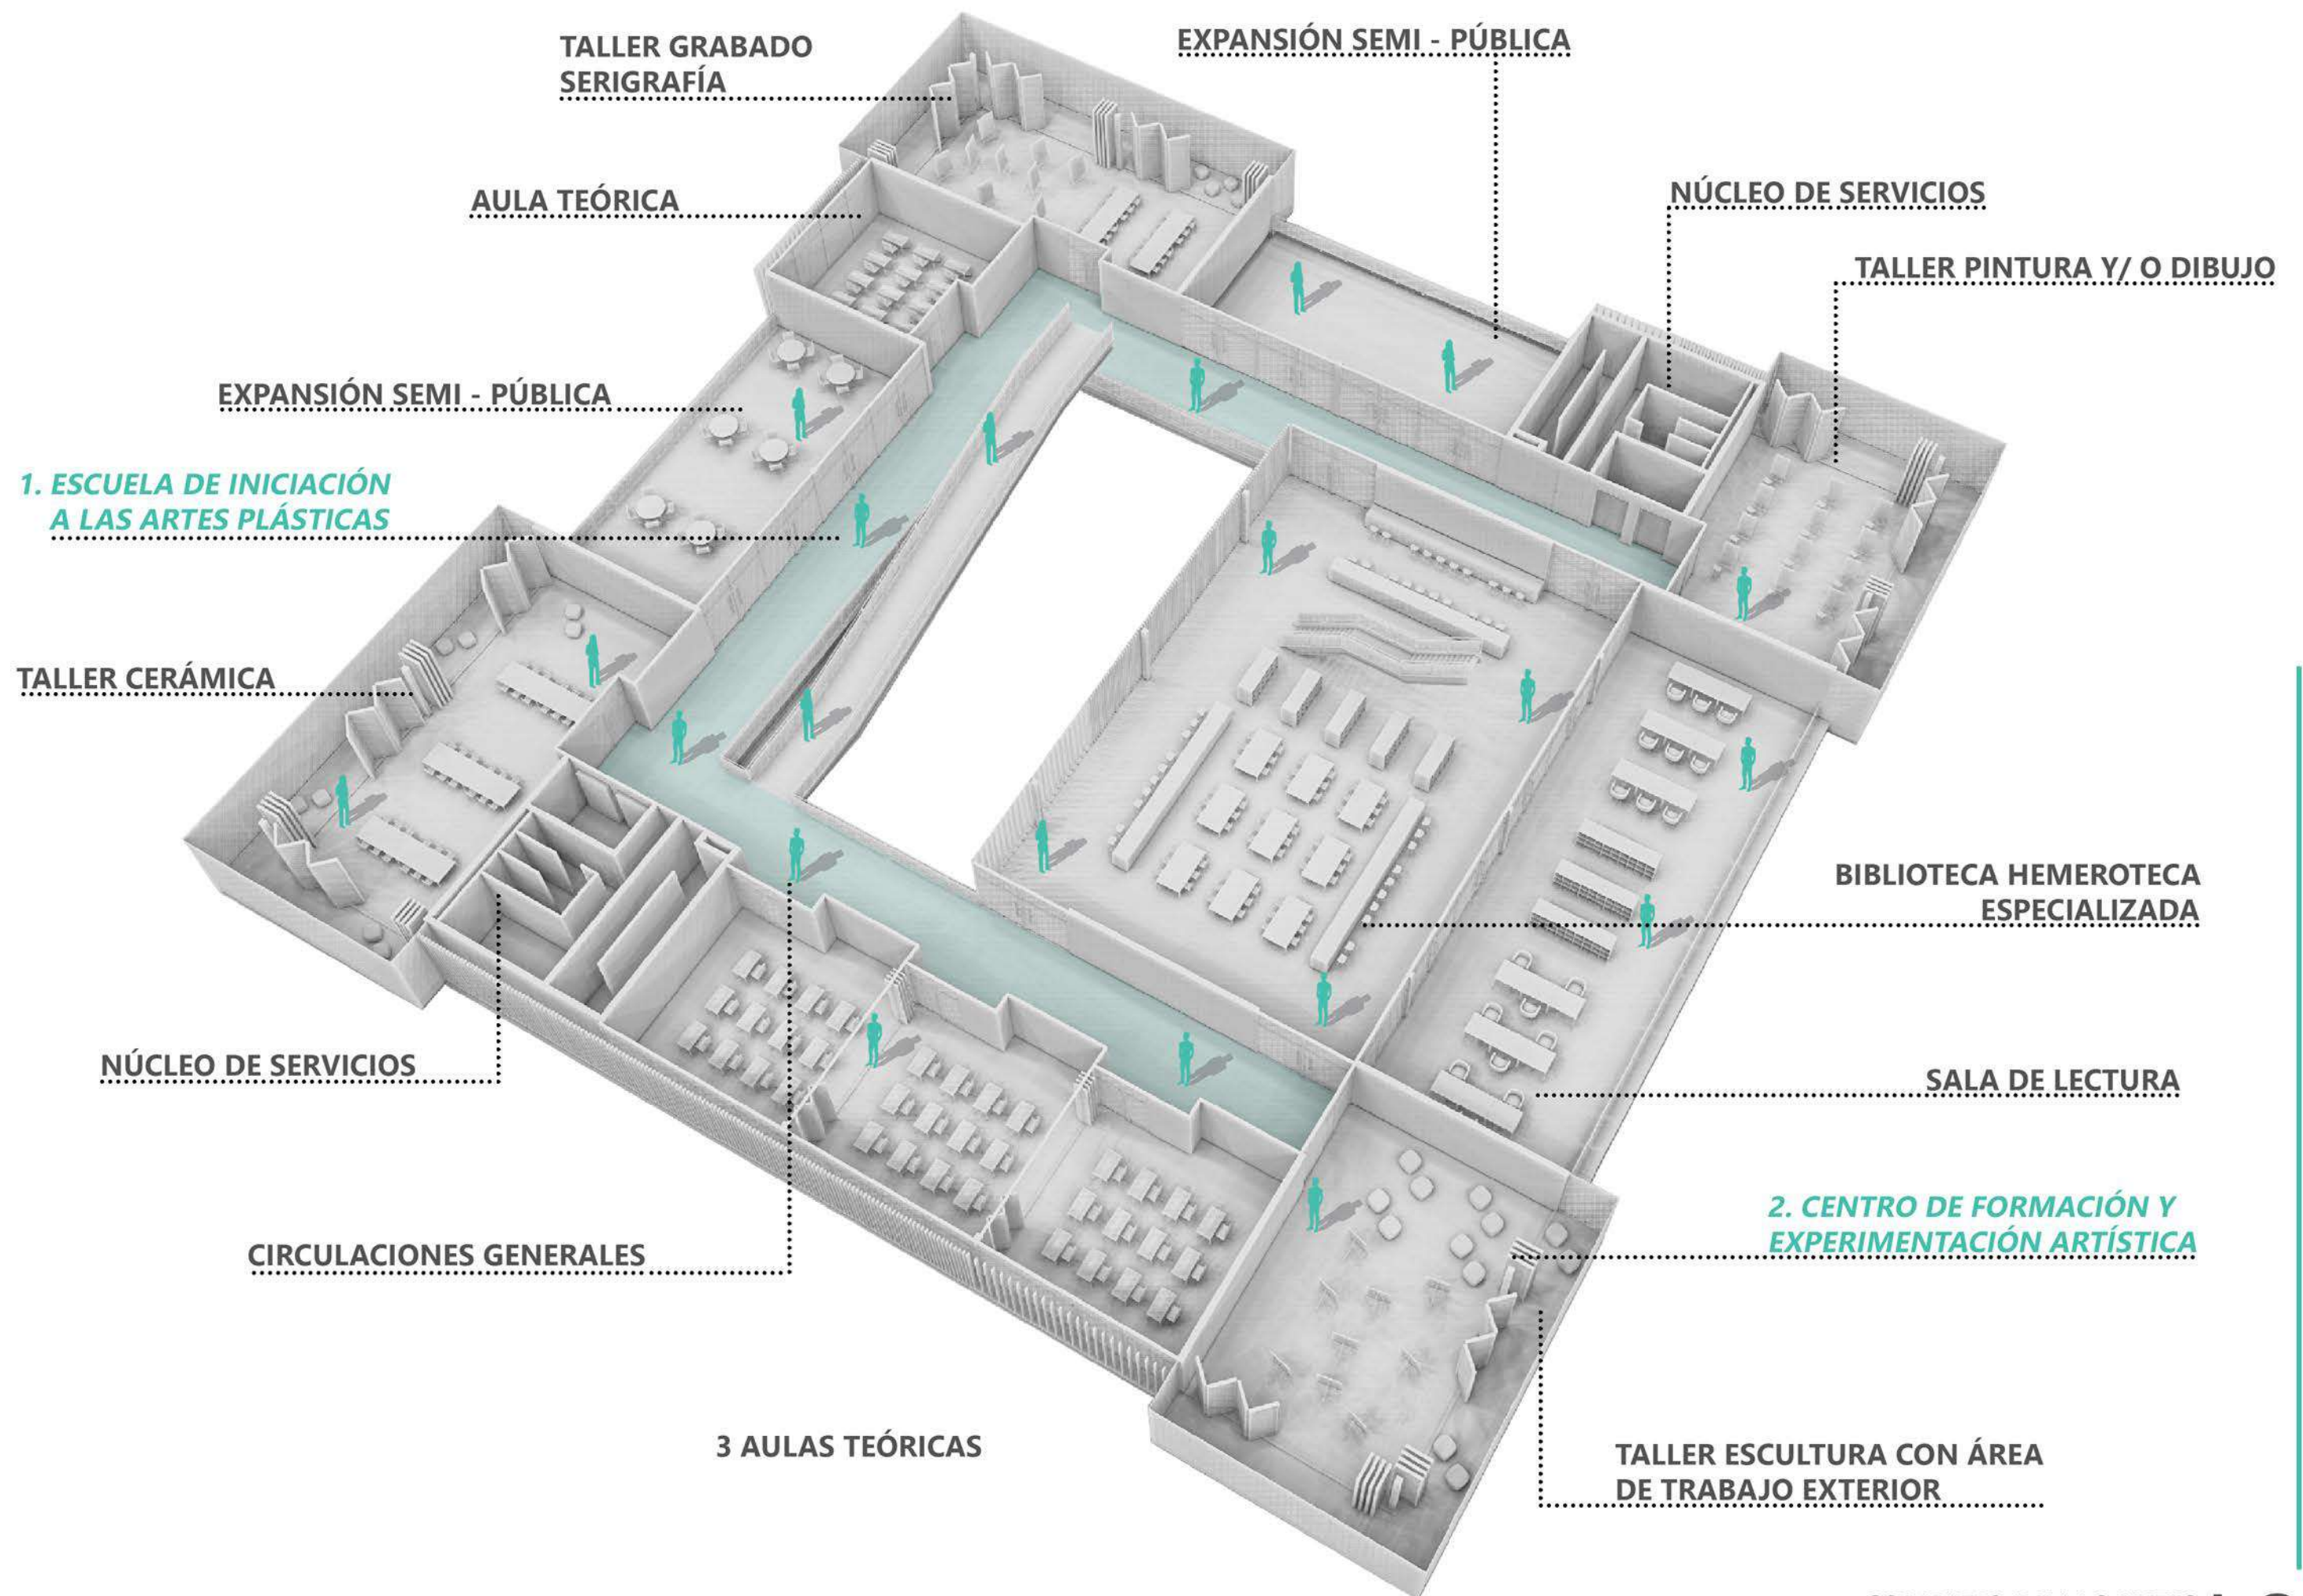 TALLER GRABADO
SERIGRAFÍA
EXPANSIÓN SEMI - PÚBLICA
AULA TEÓRICA
NÚCLEO DE SERVICIOS
TALLER PINTURA Y/ O DIBUJO
EXPANSIÓN SEMI - PÚBLICA
1. ESCUELA DE INICIACIÓN
A LAS ARTES PLÁSTICAS
TALLER CERÁMICA
BIBLIOTECA HEMEROTECA
ESPECIALIZADA
NÚCLEO DE SERVICIOS
SALA DE LECTURA
2. CENTRO DE FORMACIÓN Y
EXPERIMENTACIÓN ARTÍSTICA
CIRCULACIONES GENERALES
3 AULAS TEÓRICAS
TALLER ESCULTURA CON ÁREA
DE TRABAJO EXTERIOR